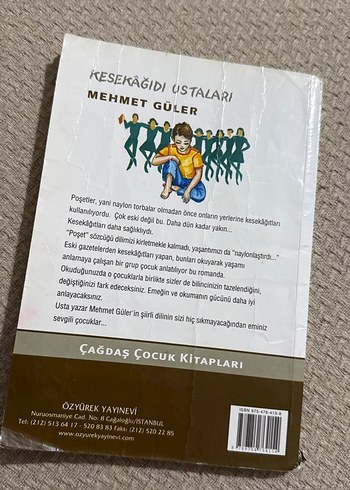 KESEKÂĞIDI USTALARI
MEHMET GÜLER
Poşetler, yani naylon torbalar olmadan önce onların yerlerine kesekâğıtları
kullanılıyordu. Çok eski değil bu. Daha dün kadar yakın...
Kesekâğıtları daha sağlıklıydı.
"Poşet" sözcüğü dilimizi kirletmekle kalmadı, yaşantımızı da "naylonlaştırdı..."
Eski gazetelerden kesekâğıtları yapan, bunları okuyarak yaşamı
anlamaya çalışan bir grup çocuk anlatılıyor bu romanda.
Okuduğunuzda o çocuklarla birlikte sizler de bilincinizin tazelendiğini,
değiştiğinizi fark edeceksiniz. Emeğin ve okumanın gücünü daha iyi
anlayacaksınız.
Usta yazar Mehmet Güler'in şiirli dilinin sizi hiç sıkmayacağından eminiz
sevgili çocuklar...
ÇAĞDAŞ ÇOCUK KİTAPLARI
ÖZYÜREK YAYINEVİ
Nuruosmaniye Cad. No: 8 Cağaloğlu/İSTANBUL
Tel: (212) 513 64 17 - 520 83 83 Faks: (212) 520 22 85
www.ozyurekyayinevi.com